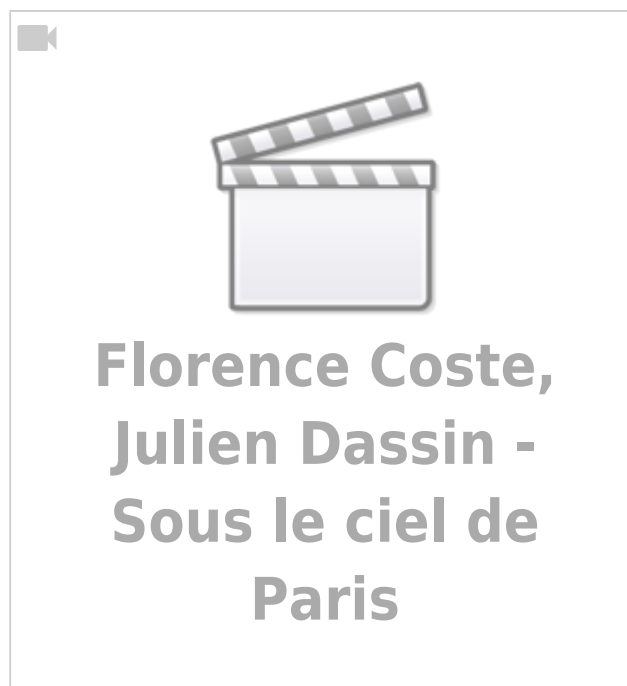 Florence Coste,
Julien Dassin -
Sous le ciel de
Paris